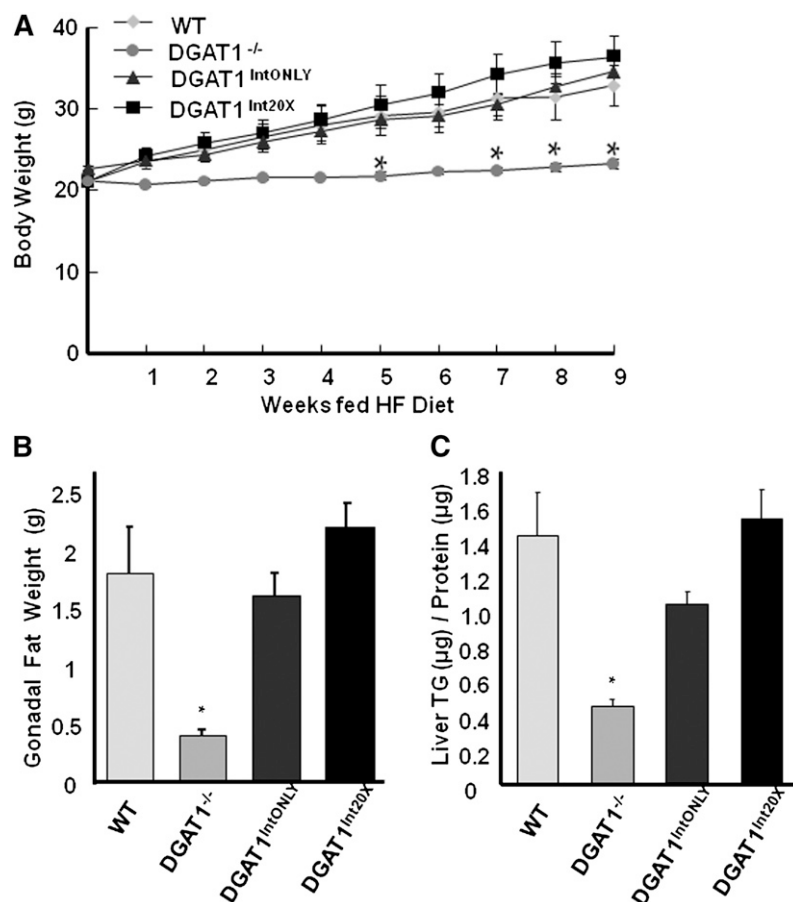 A
WT
DGAT1-/-
DGAT1IntONLY
DGAT1Int20X
Body Weight (g)
40
30
20
10
0
* * * *
1 2 3 4 5 6 7 8 9
Weeks fed HF Diet
B
Gonadal Fat Weight (g)
2.5
2
1.5
1
0.5
0
*
WT
DGAT1-/-
DGAT1IntONLY
DGAT1Int20X
C
Liver TG (µg) / Protein (µg)
1.8
1.6
1.4
1.2
1.0
0.8
0.6
0.4
0.2
0
*
WT
DGAT1-/-
DGAT1IntONLY
DGAT1Int20X